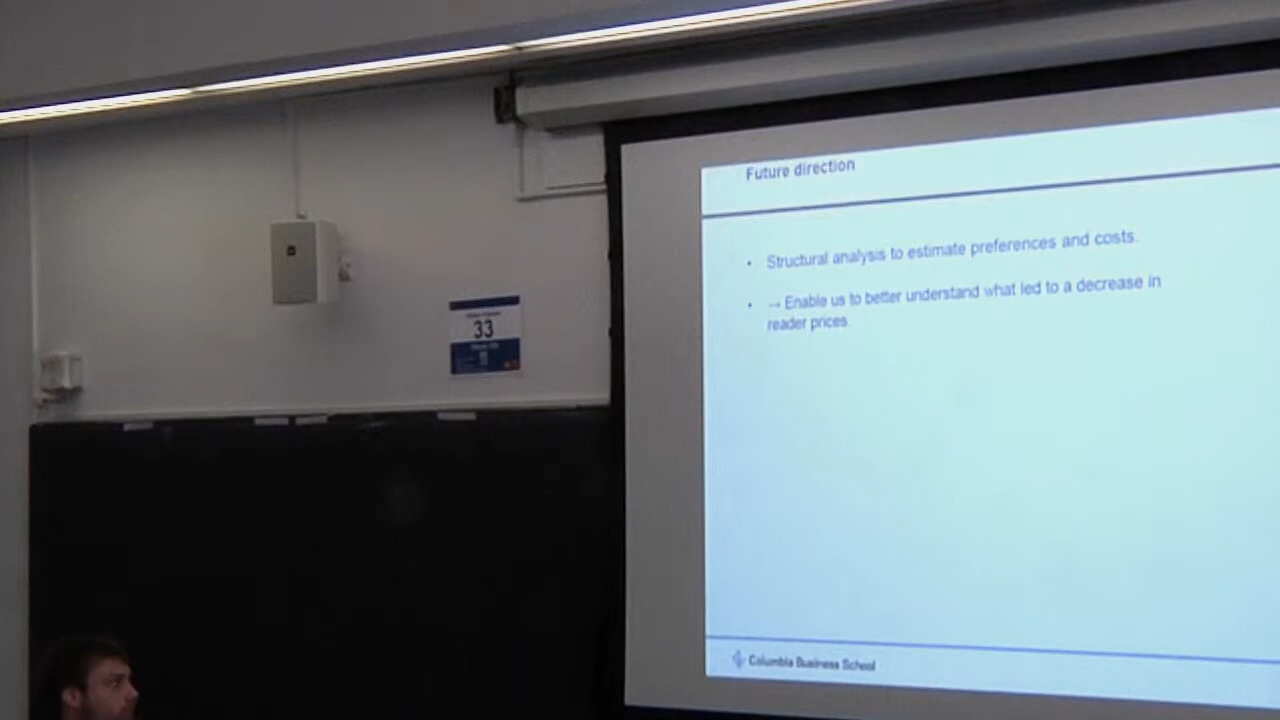 Future direction
• Structural analysis to estimate preferences and costs.
• → Enable us to better understand what led to a decrease in
reader prices.
33
Columbia Business School